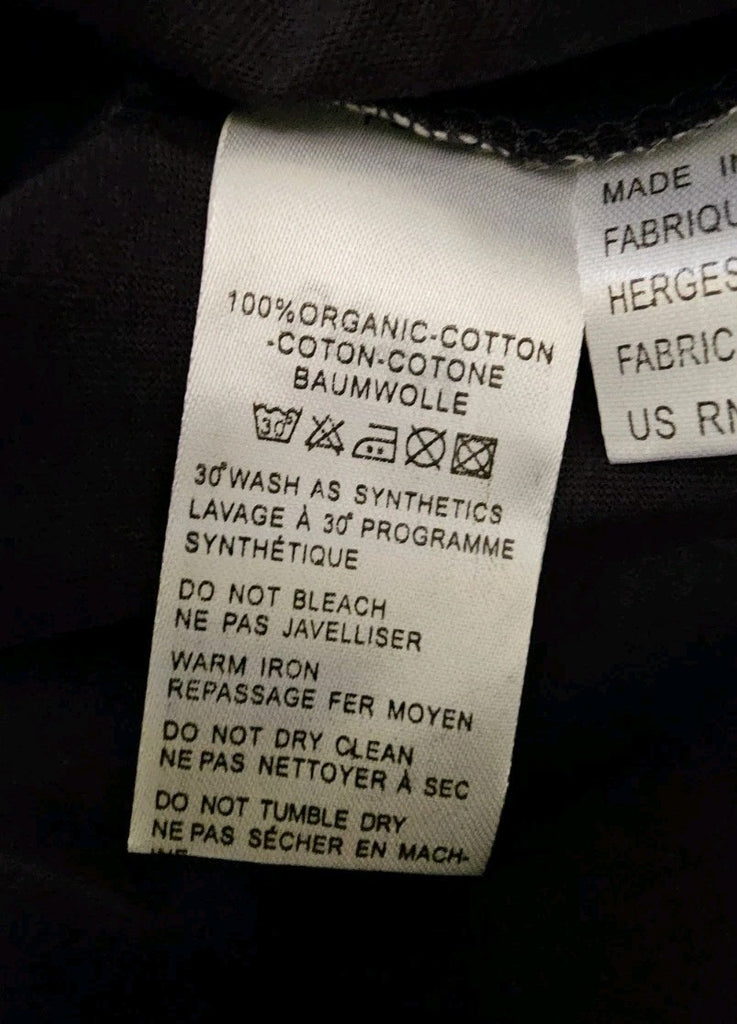 100%ORGANIC-COTTON
-COTON-COTONE
BAUMWOLLE
30°
30°WASH AS SYNTHETICS
LAVAGE À 30° PROGRAMME
SYNTHÉTIQUE
DO NOT BLEACH
NE PAS JAVELLISER
WARM IRON
REPASSAGE FER MOYEN
DO NOT DRY CLEAN
NE PAS NETTOYER À SEC
DO NOT TUMBLE DRY
NE PAS SÉCHER EN MACH-
MADE IN
FABRIQU
HERGES
FABRIC
US RN